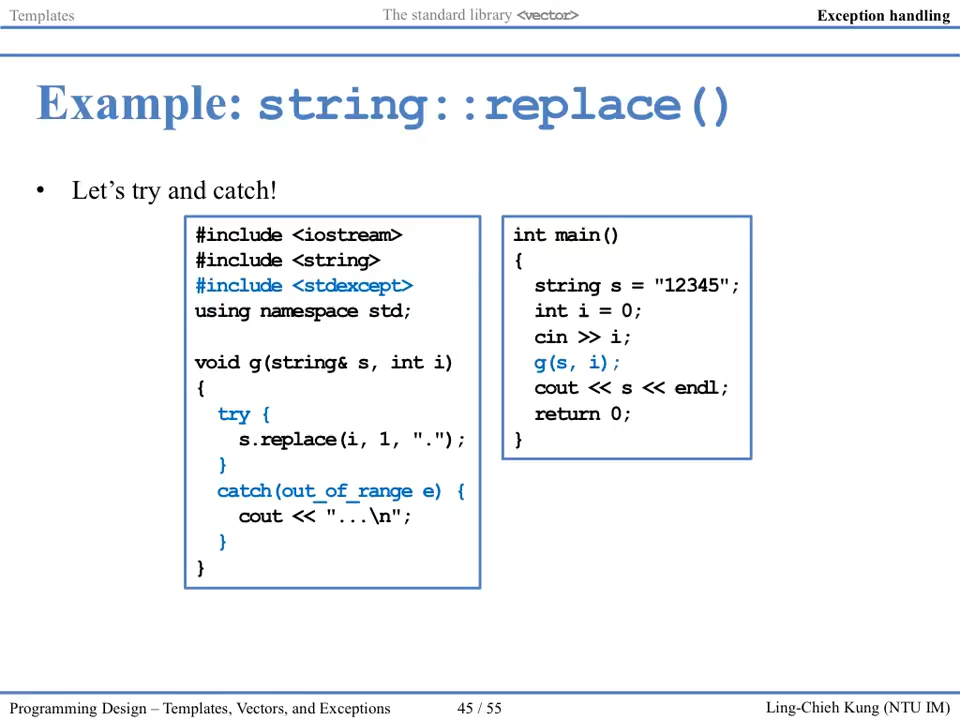 Templates
The standard library <vector>
Exception handling
Example: string::replace()
• Let’s try and catch!
#include <iostream>
#include <string>
#include <stdexcept>
using namespace std;

void g(string& s, int i)
{
  try {
    s.replace(i, 1, ".");
  }
  catch(out_of_range e) {
    cout << "...\n";
  }
}
int main()
{
  string s = "12345";
  int i = 0;
  cin >> i;
  g(s, i);
  cout << s << endl;
  return 0;
}
Programming Design – Templates, Vectors, and Exceptions
45 / 55
Ling-Chieh Kung (NTU IM)